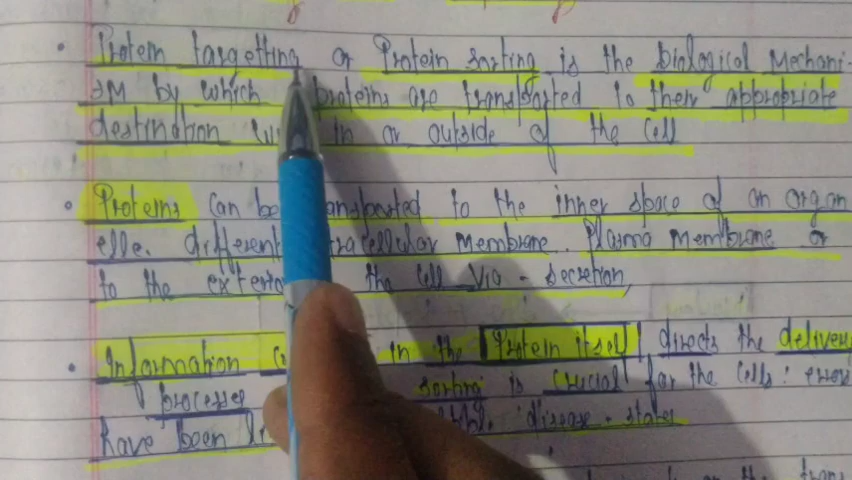 Protein targetting or Protein sorting is the biological Mechani-
sm by which proteins are transported to their appropriate
destination in or outside of the cell
Proteins can be transported to the inner space of an organ
elle. different intracellular Membrane. Plasma membrane or
to the exterior the cell via - secretion,
Information in the Protein itself directs the delivery
processes sorting is crucial for the cells: error
have been disease - states